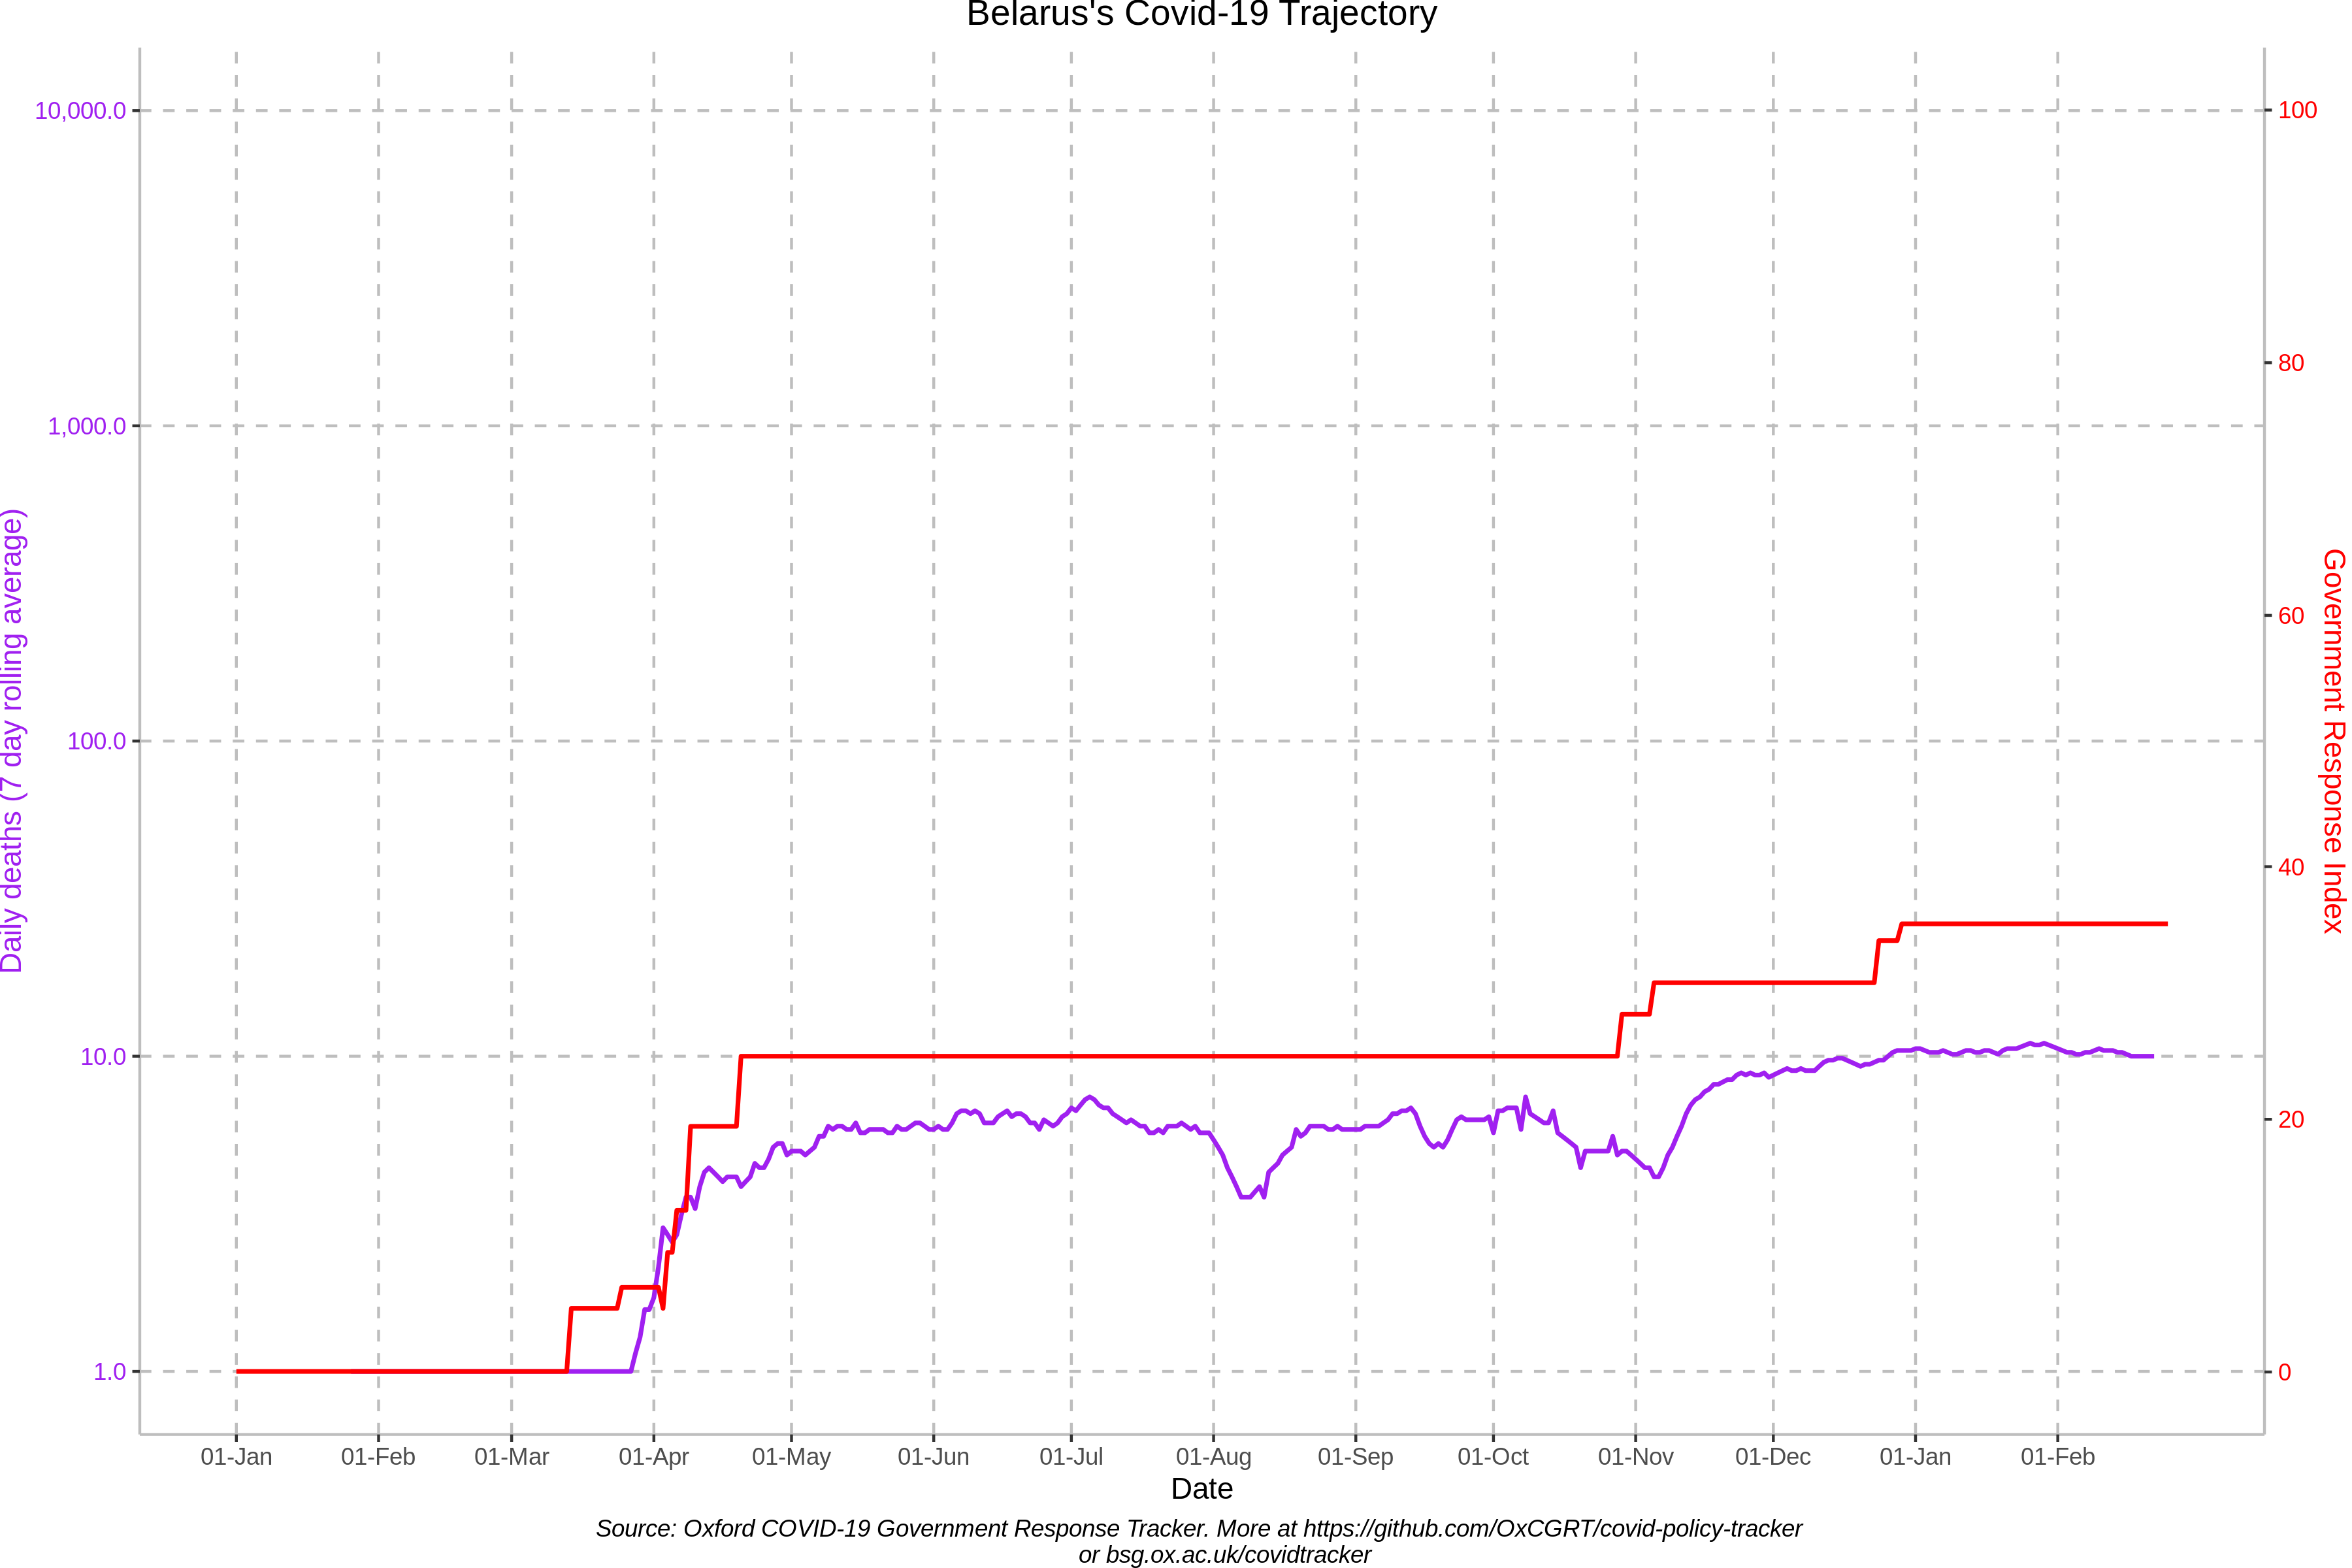 Belarus's Covid-19 Trajectory
10,000.0
1,000.0
100.0
10.0
1.0
Daily deaths (7 day rolling average)
100
80
60
40
20
0
Government Response Index
01-Jan 01-Feb 01-Mar 01-Apr 01-May 01-Jun 01-Jul 01-Aug 01-Sep 01-Oct 01-Nov 01-Dec 01-Jan 01-Feb
Date
Source: Oxford COVID-19 Government Response Tracker. More at https://github.com/OxCGRT/covid-policy-tracker
or bsg.ox.ac.uk/covidtracker